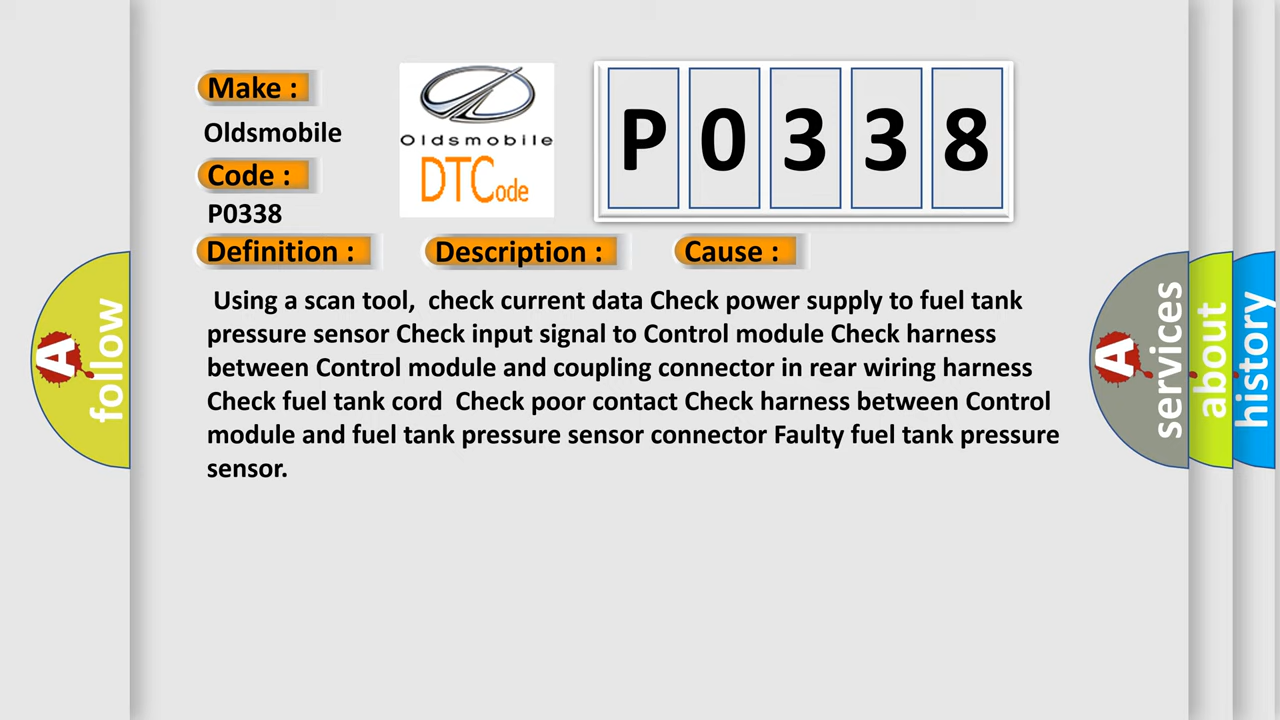 Make :
Oldsmobile
Code :
P0338
Oldsmobile
DTCode
P0338
Definition :
Description :
Cause :
Using a scan tool,  check current data Check power supply to fuel tank
pressure sensor Check input signal to Control module Check harness
between Control module and coupling connector in rear wiring harness
Check fuel tank cord  Check poor contact Check harness between Control
module and fuel tank pressure sensor connector Faulty fuel tank pressure
sensor.
A
follow
A
services
about
history